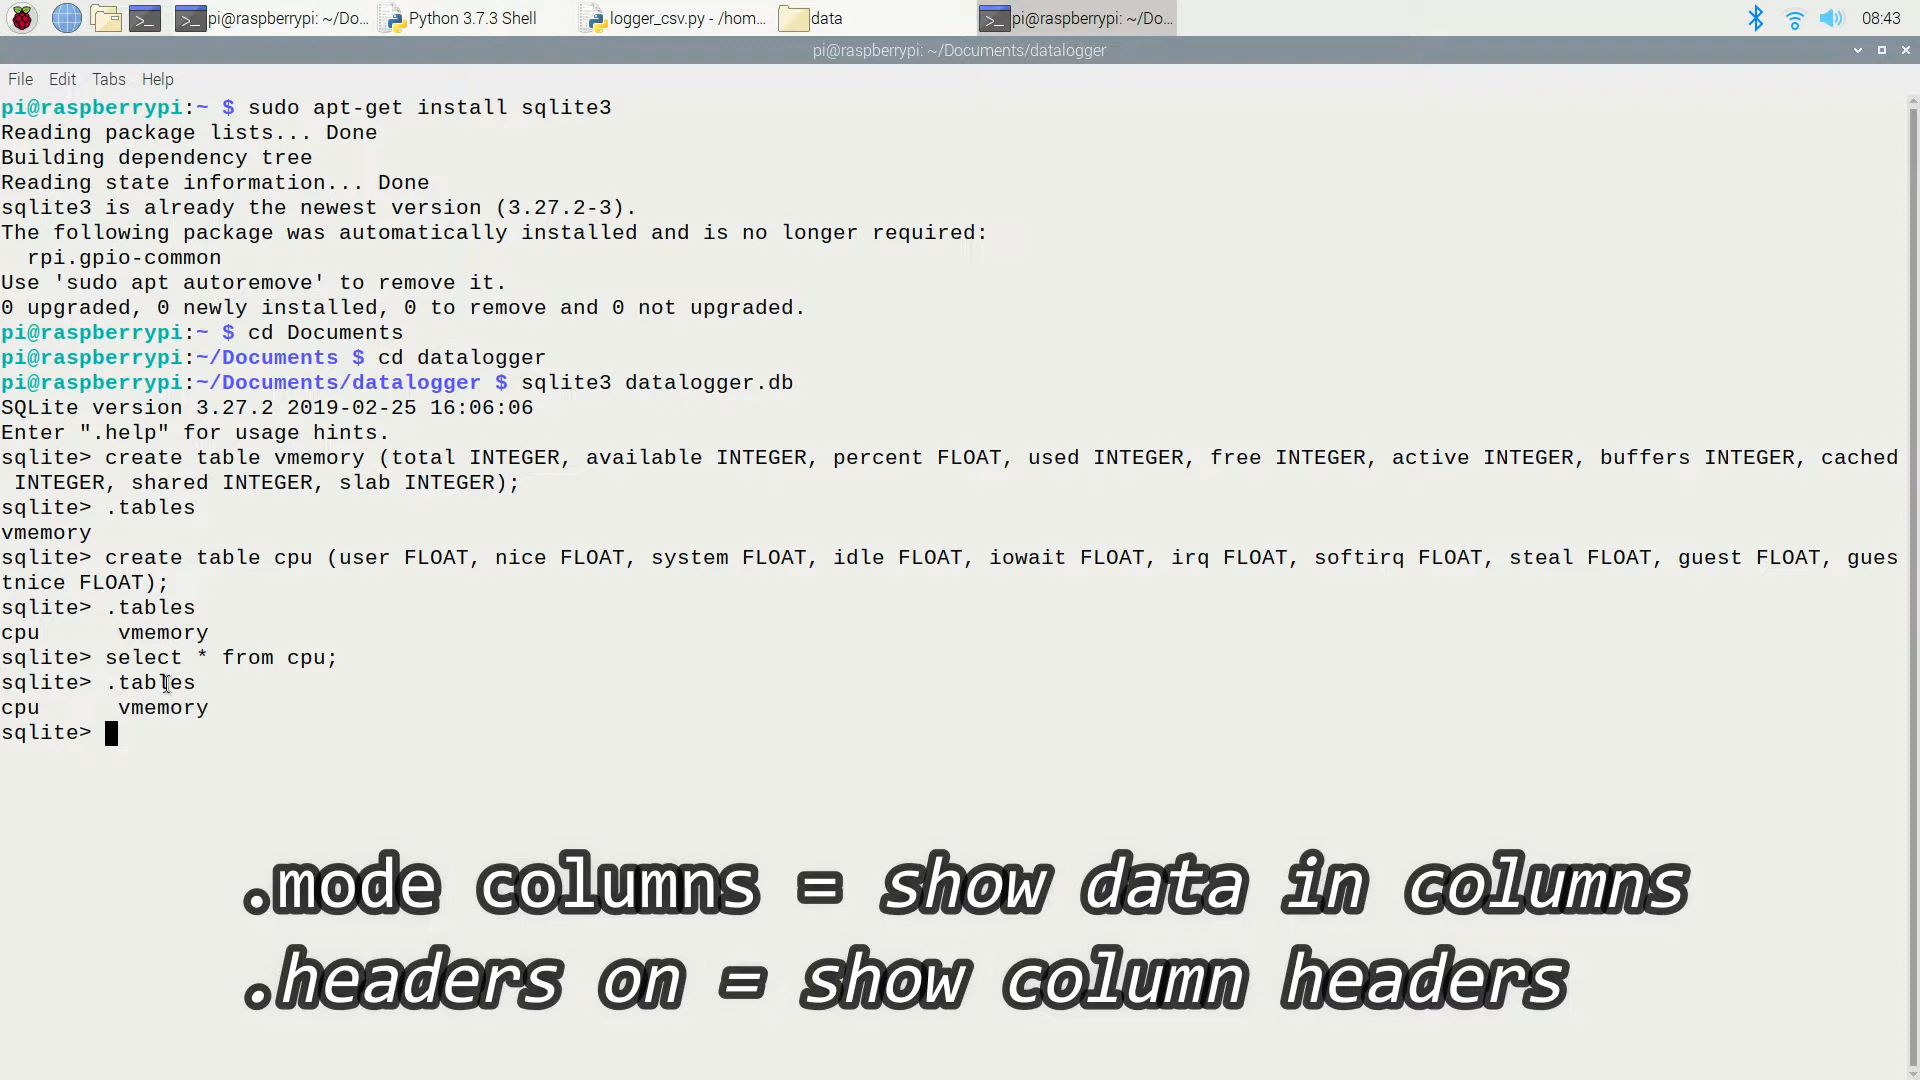 pi@raspberrypi: ~/Do...
Python 3.7.3 Shell
logger_csv.py - /hom...
data
pi@raspberrypi: ~/Do...
08:43
pi@raspberrypi: ~/Documents/datalogger
File Edit Tabs Help
pi@raspberrypi:~ $ sudo apt-get install sqlite3
Reading package lists... Done
Building dependency tree
Reading state information... Done
sqlite3 is already the newest version (3.27.2-3).
The following package was automatically installed and is no longer required:
  rpi.gpio-common
Use 'sudo apt autoremove' to remove it.
0 upgraded, 0 newly installed, 0 to remove and 0 not upgraded.
pi@raspberrypi:~ $ cd Documents
pi@raspberrypi:~/Documents $ cd datalogger
pi@raspberrypi:~/Documents/datalogger $ sqlite3 datalogger.db
SQLite version 3.27.2 2019-02-25 16:06:06
Enter ".help" for usage hints.
sqlite> create table vmemory (total INTEGER, available INTEGER, percent FLOAT, used INTEGER, free INTEGER, active INTEGER, buffers INTEGER, cached
 INTEGER, shared INTEGER, slab INTEGER);
sqlite> .tables
vmemory
sqlite> create table cpu (user FLOAT, nice FLOAT, system FLOAT, idle FLOAT, iowait FLOAT, irq FLOAT, softirq FLOAT, steal FLOAT, guest FLOAT, gues
tnice FLOAT);
sqlite> .tables
cpu      vmemory
sqlite> select * from cpu;
sqlite> .tables
cpu      vmemory
sqlite>
.mode columns = show data in columns
.headers on = show column headers